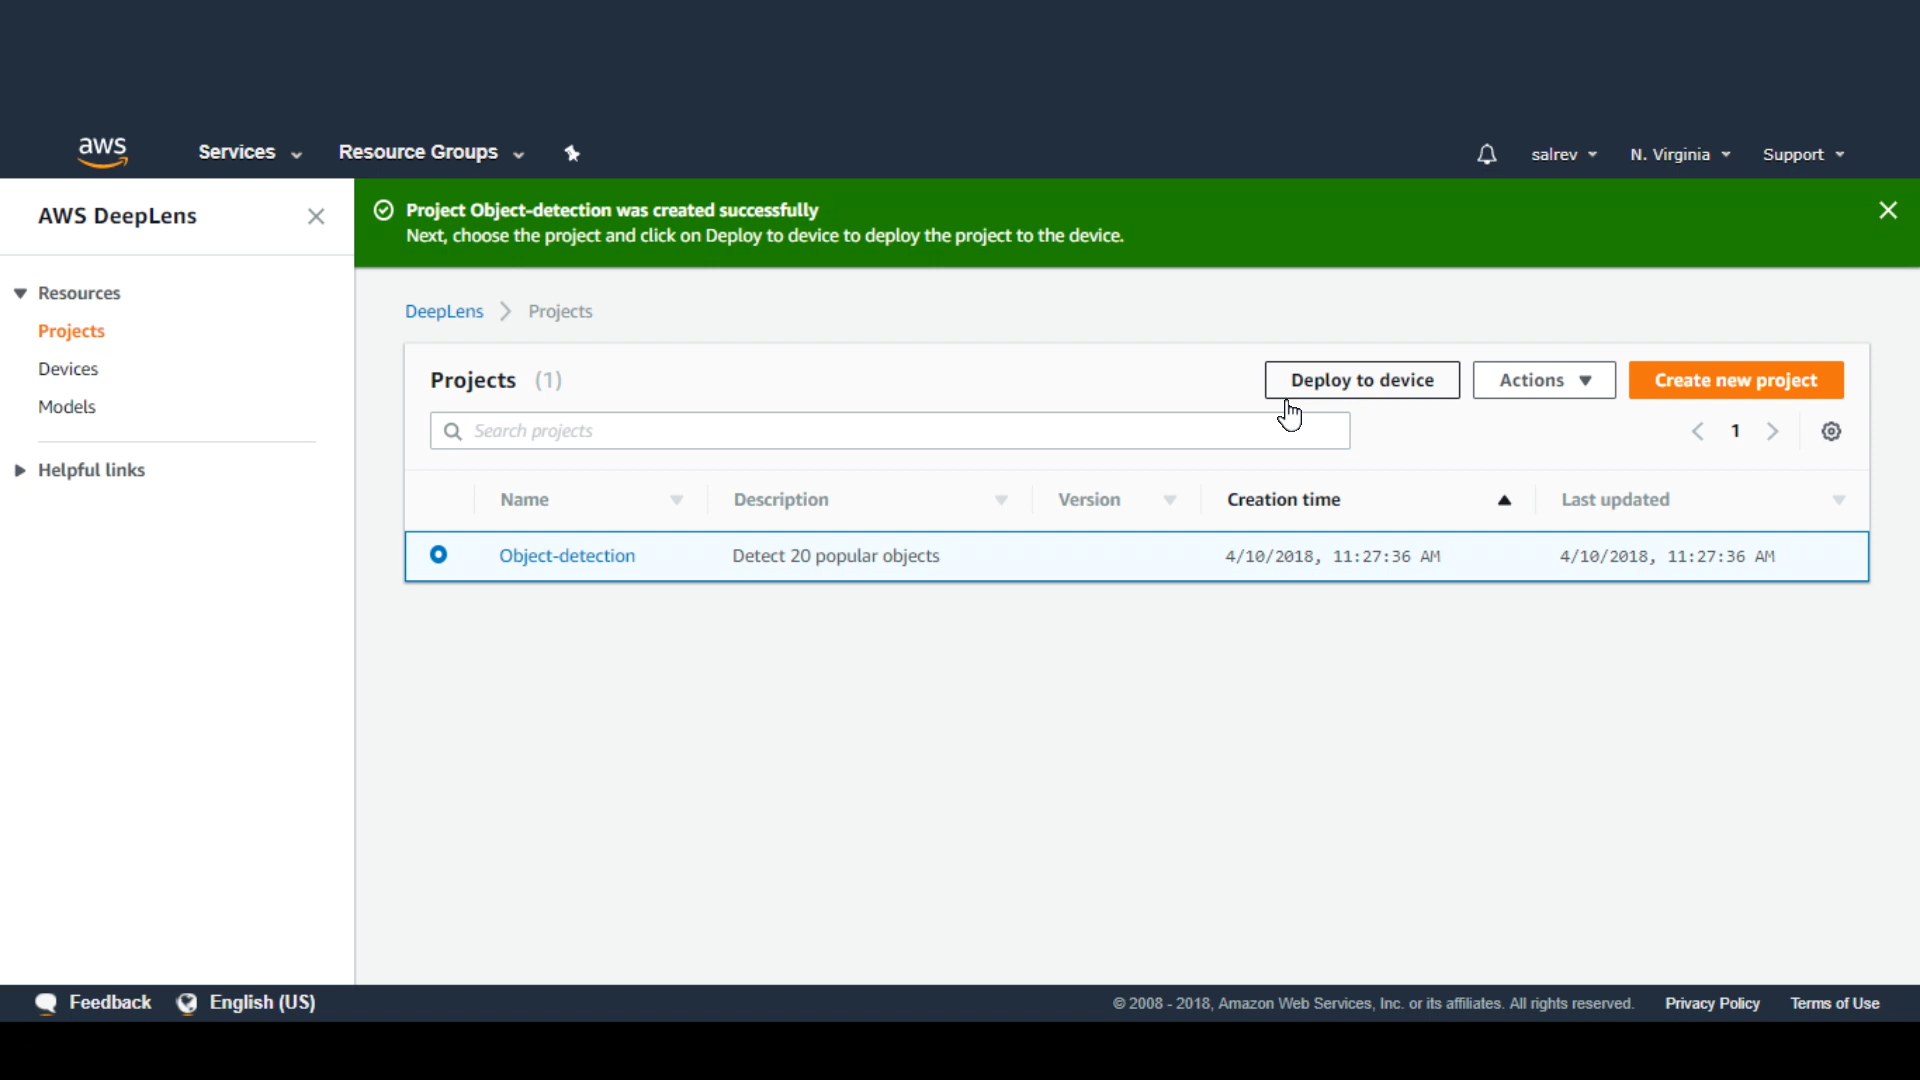 aws Services Resource Groups salrev N. Virginia Support
AWS DeepLens
Resources
Projects
Devices
Models
Helpful links
Project Object-detection was created successfully
Next, choose the project and click on Deploy to device to deploy the project to the device.
DeepLens Projects
Projects (1) Deploy to device Actions Create new project
Search projects 1
Name Description Version Creation time Last updated
Object-detection Detect 20 popular objects 4/10/2018, 11:27:36 AM 4/10/2018, 11:27:36 AM
Feedback English (US) © 2008 - 2018, Amazon Web Services, Inc. or its affiliates. All rights reserved. Privacy Policy Terms of Use